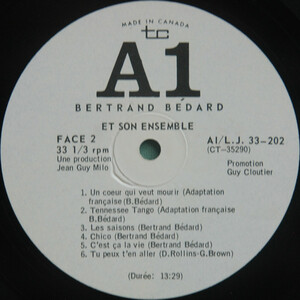 MADE IN CANADA
tc
A1
BERTRAND BÉDARD
ET SON ENSEMBLE
FACE 2
33 1/3 rpm
Une production
Jean Guy Milo
A1/L.J. 33-202
(CT-35290)
Promotion
Guy Cloutier
1. Un coeur qui veut mourir (Adaptation
française (B.Bédard)
2. Tennessee Tango (Adaptation française
B.Bédard)
3. Les saisons (Bertrand Bédard)
4. Chico (Bertrand Bédard)
5. C'est ça la vie (Bertrand Bédard)
6. Tu peux t'en aller (D.Rollins-G.Brown)
(Durée: 13:29)